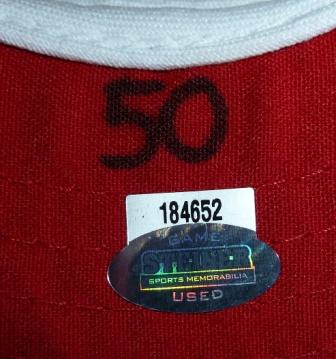 50
184652
GAME
STEINER
SPORTS MEMORABILIA
USED